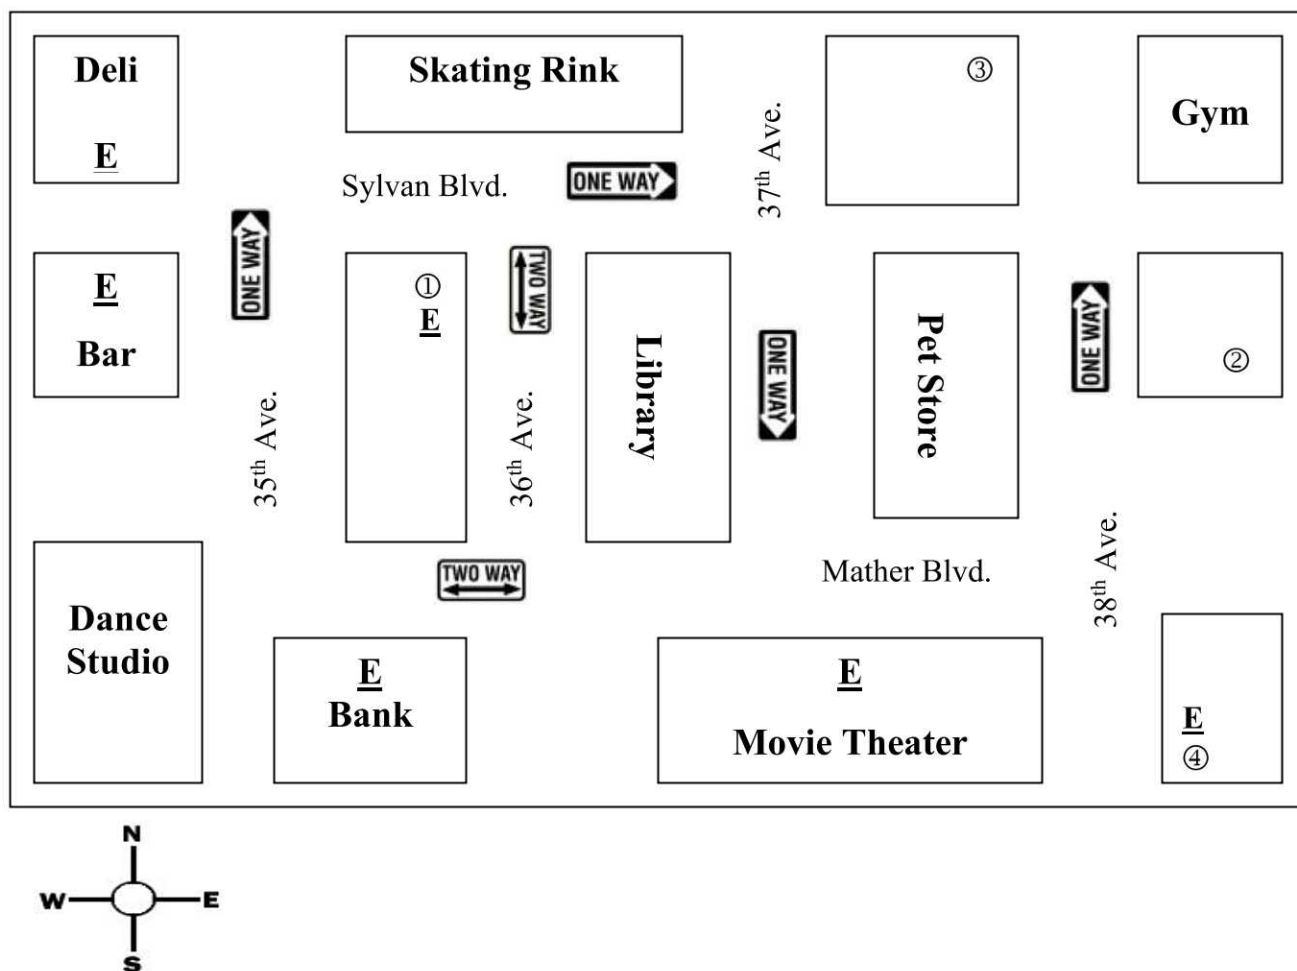 Deli
E
Skating Rink
③
Gym
Sylvan Blvd.
ONE WAY
37th Ave.
ONE WAY
E
Bar
①
E
TWO WAY
Library
ONE WAY
Pet Store
ONE WAY
②
35th Ave.
36th Ave.
TWO WAY
Mather Blvd.
38th Ave.
Dance
Studio
E
Bank
E
Movie Theater
E
④
N
W
E
S